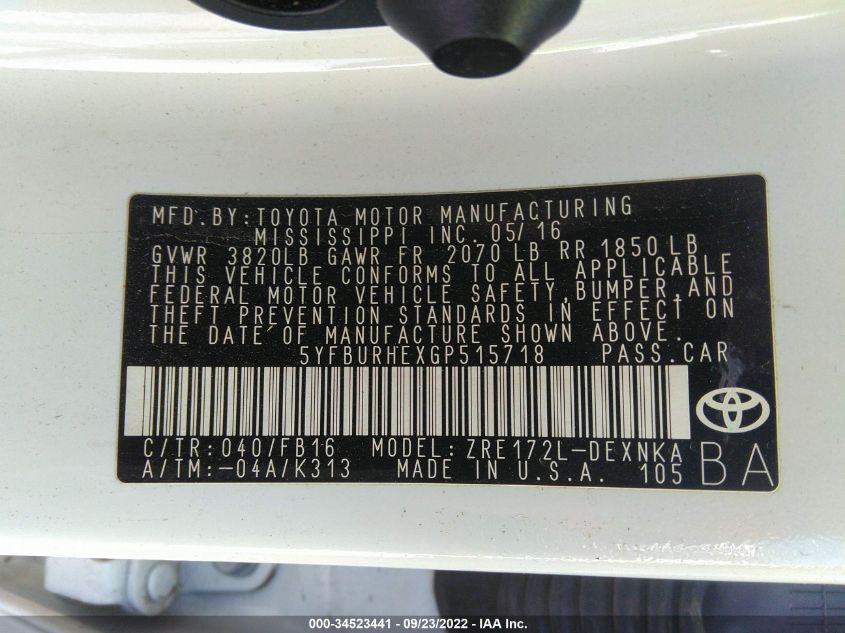 MFD. BY: TOYOTA MOTOR MANUFACTURING
MISSISSIPPI INC. 05/16
GVWR 3820LB GAWR FR 2070 LB RR 1850 LB
THIS VEHICLE CONFORMS TO ALL APPLICABLE
FEDERAL MOTOR VEHICLE SAFETY, BUMPER, AND
THEFT PREVENTION STANDARDS IN EFFECT ON
THE DATE OF MANUFACTURE SHOWN ABOVE.
5YFBURHEXGP515718 PASS. CAR
C/TR: 040/FB16 MODEL: ZRE172L-DEXNKA
A/TM: -04A/K313 MADE IN U.S.A. 105
BA
000-34523441 - 09/23/2022 - IAA Inc.